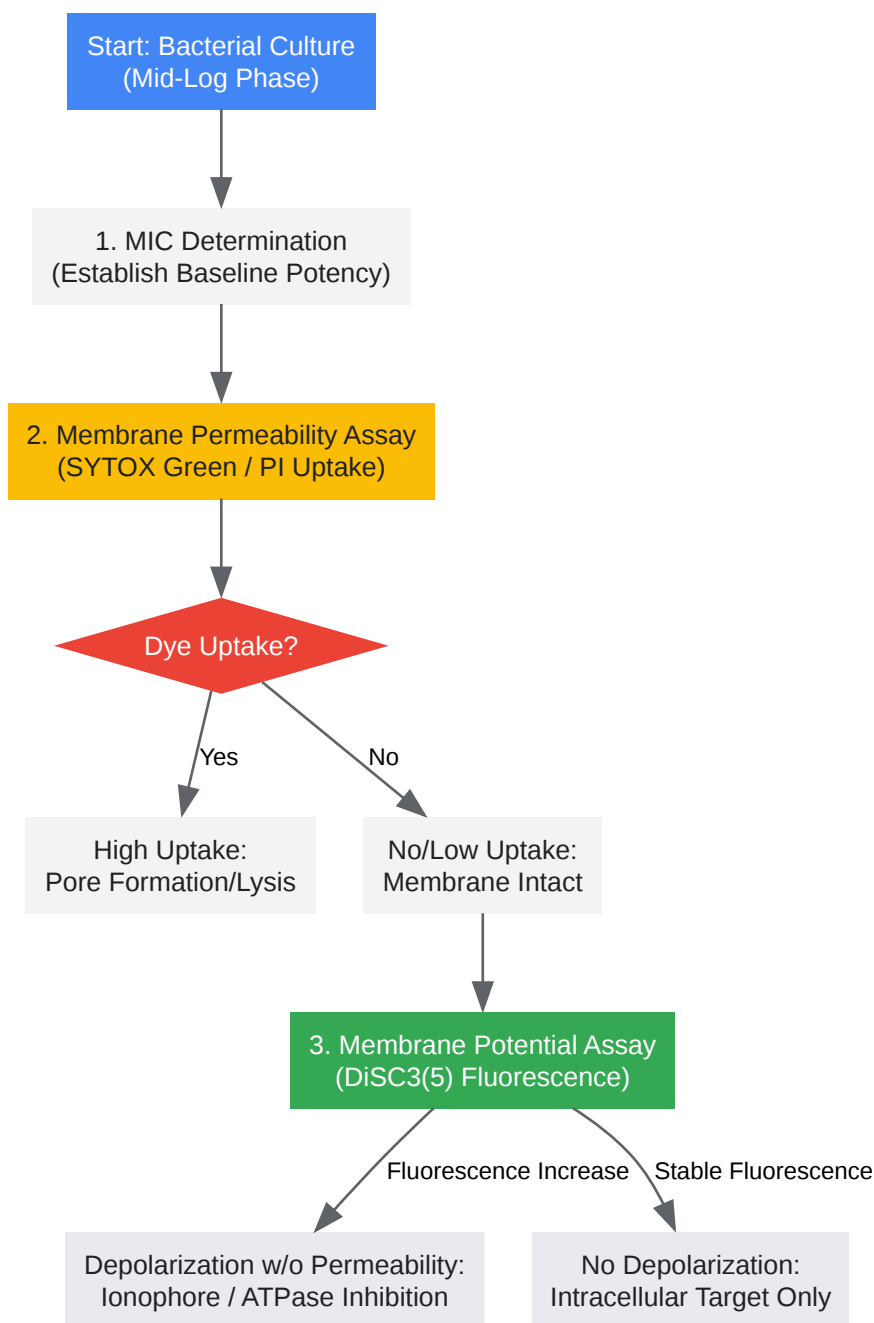 Start: Bacterial Culture
(Mid-Log Phase)
1. MIC Determination
(Establish Baseline Potency)
2. Membrane Permeability Assay
(SYTOX Green / PI Uptake)
Dye Uptake?
Yes
No
High Uptake:
Pore Formation/Lysis
No/Low Uptake:
Membrane Intact
3. Membrane Potential Assay
(DiSC3(5) Fluorescence)
Fluorescence Increase
Stable Fluorescence
Depolarization w/o Permeability:
Ionophore / ATPase Inhibition
No Depolarization:
Intracellular Target Only